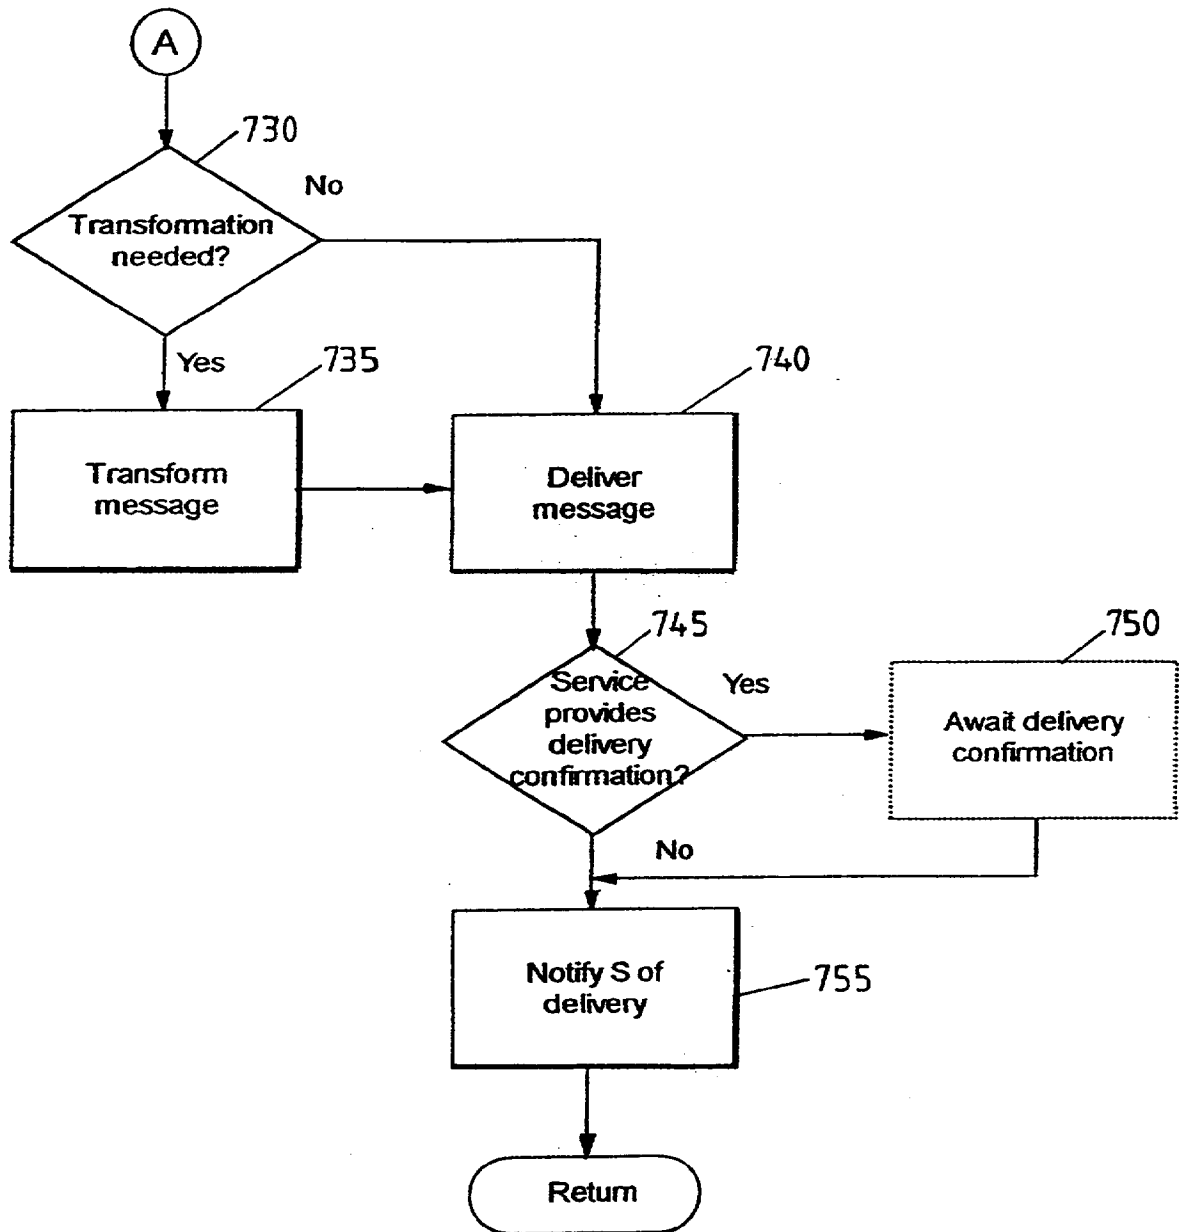 A
730
No
Transformation
needed?
Yes
735
740
Transform
message
Deliver
message
745
750
Service
provides
delivery
confirmation?
Yes
Await delivery
confirmation
No
Notify S of
delivery
755
Return